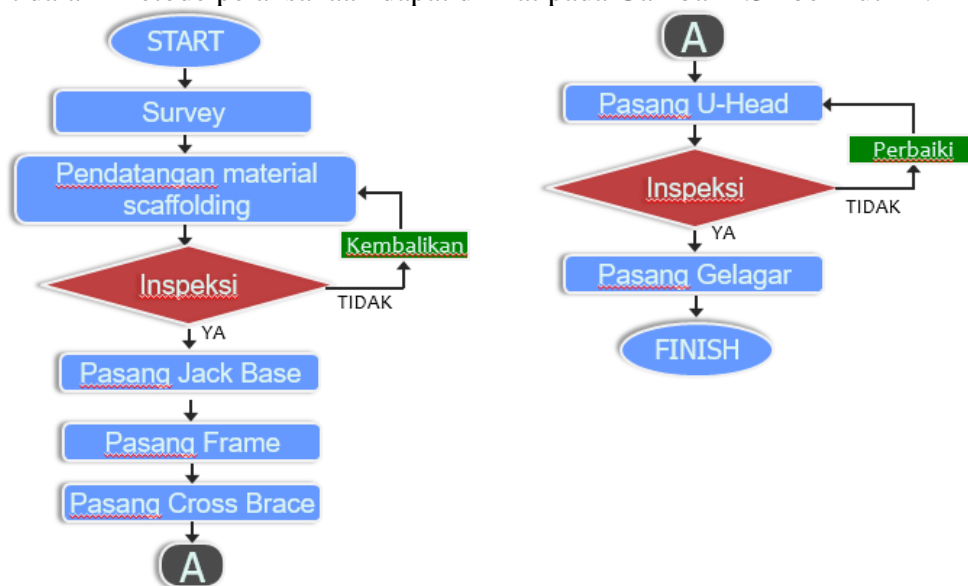 START
Survey
Pendatangan material
scaffolding
Kembalikan
Inspeksi
TIDAK
YA
Pasang Jack Base
Pasang Frame
Pasang Cross Brace
A
A
Pasang U-Head
Perbaiki
Inspeksi
TIDAK
YA
Pasang Gelagar
FINISH